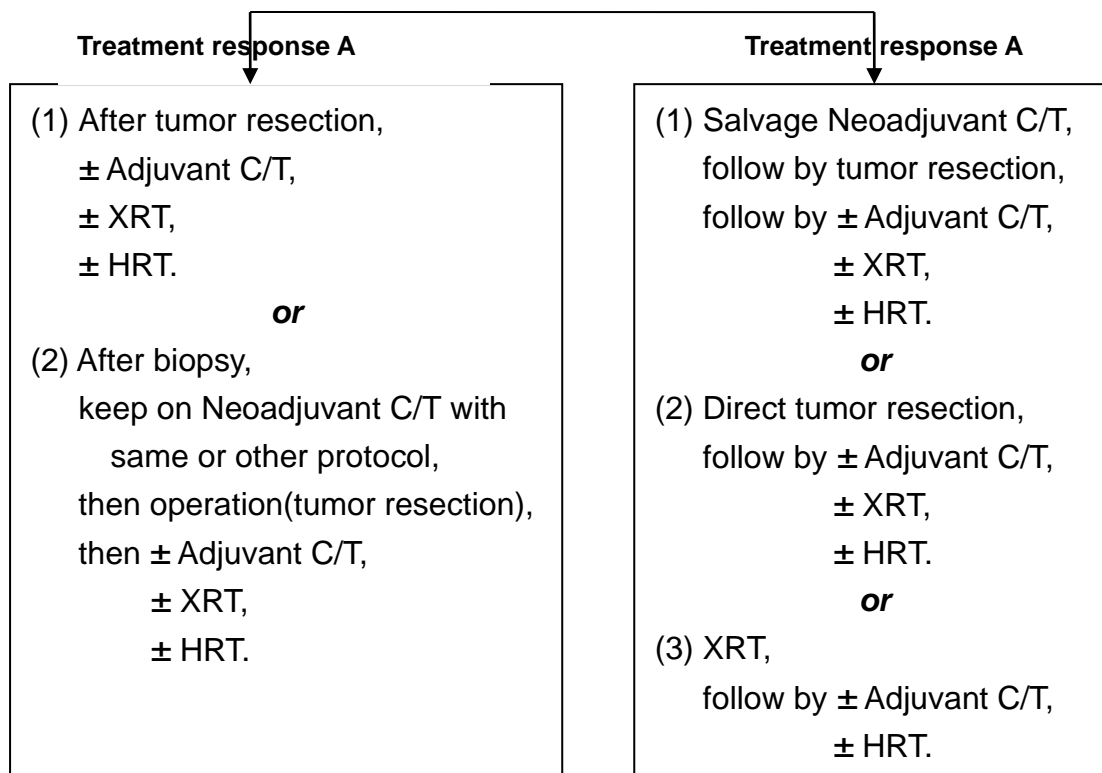 Treatment response A
(1) After tumor resection,
± Adjuvant C/T,
± XRT,
± HRT.
or
(2) After biopsy,
keep on Neoadjuvant C/T with
same or other protocol,
then operation(tumor resection),
then ± Adjuvant C/T,
± XRT,
± HRT.
Treatment response A
(1) Salvage Neoadjuvant C/T,
follow by tumor resection,
follow by ± Adjuvant C/T,
± XRT,
± HRT.
or
(2) Direct tumor resection,
follow by ± Adjuvant C/T,
± XRT,
± HRT.
or
(3) XRT,
follow by ± Adjuvant C/T,
± HRT.